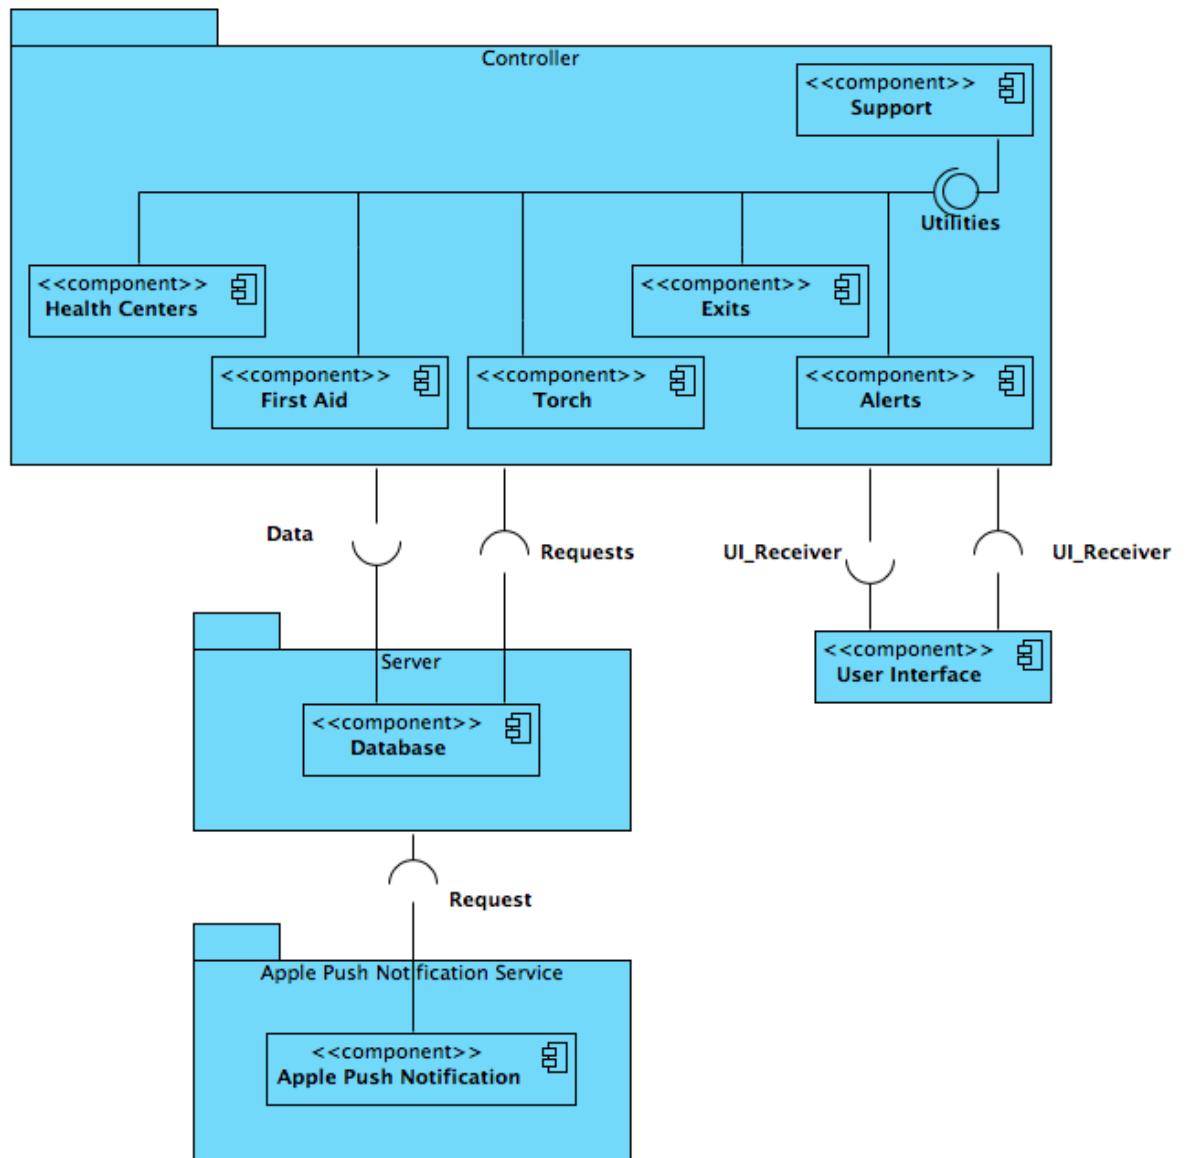 Controller
<<component>>
Support
Utilities
<<component>>
Health Centers
<<component>>
Exits
<<component>>
First Aid
<<component>>
Torch
<<component>>
Alerts
Data
Requests
UI_Receiver
UI_Receiver
Server
<<component>>
User Interface
<<component>>
Database
Request
Apple Push Notification Service
<<component>>
Apple Push Notification